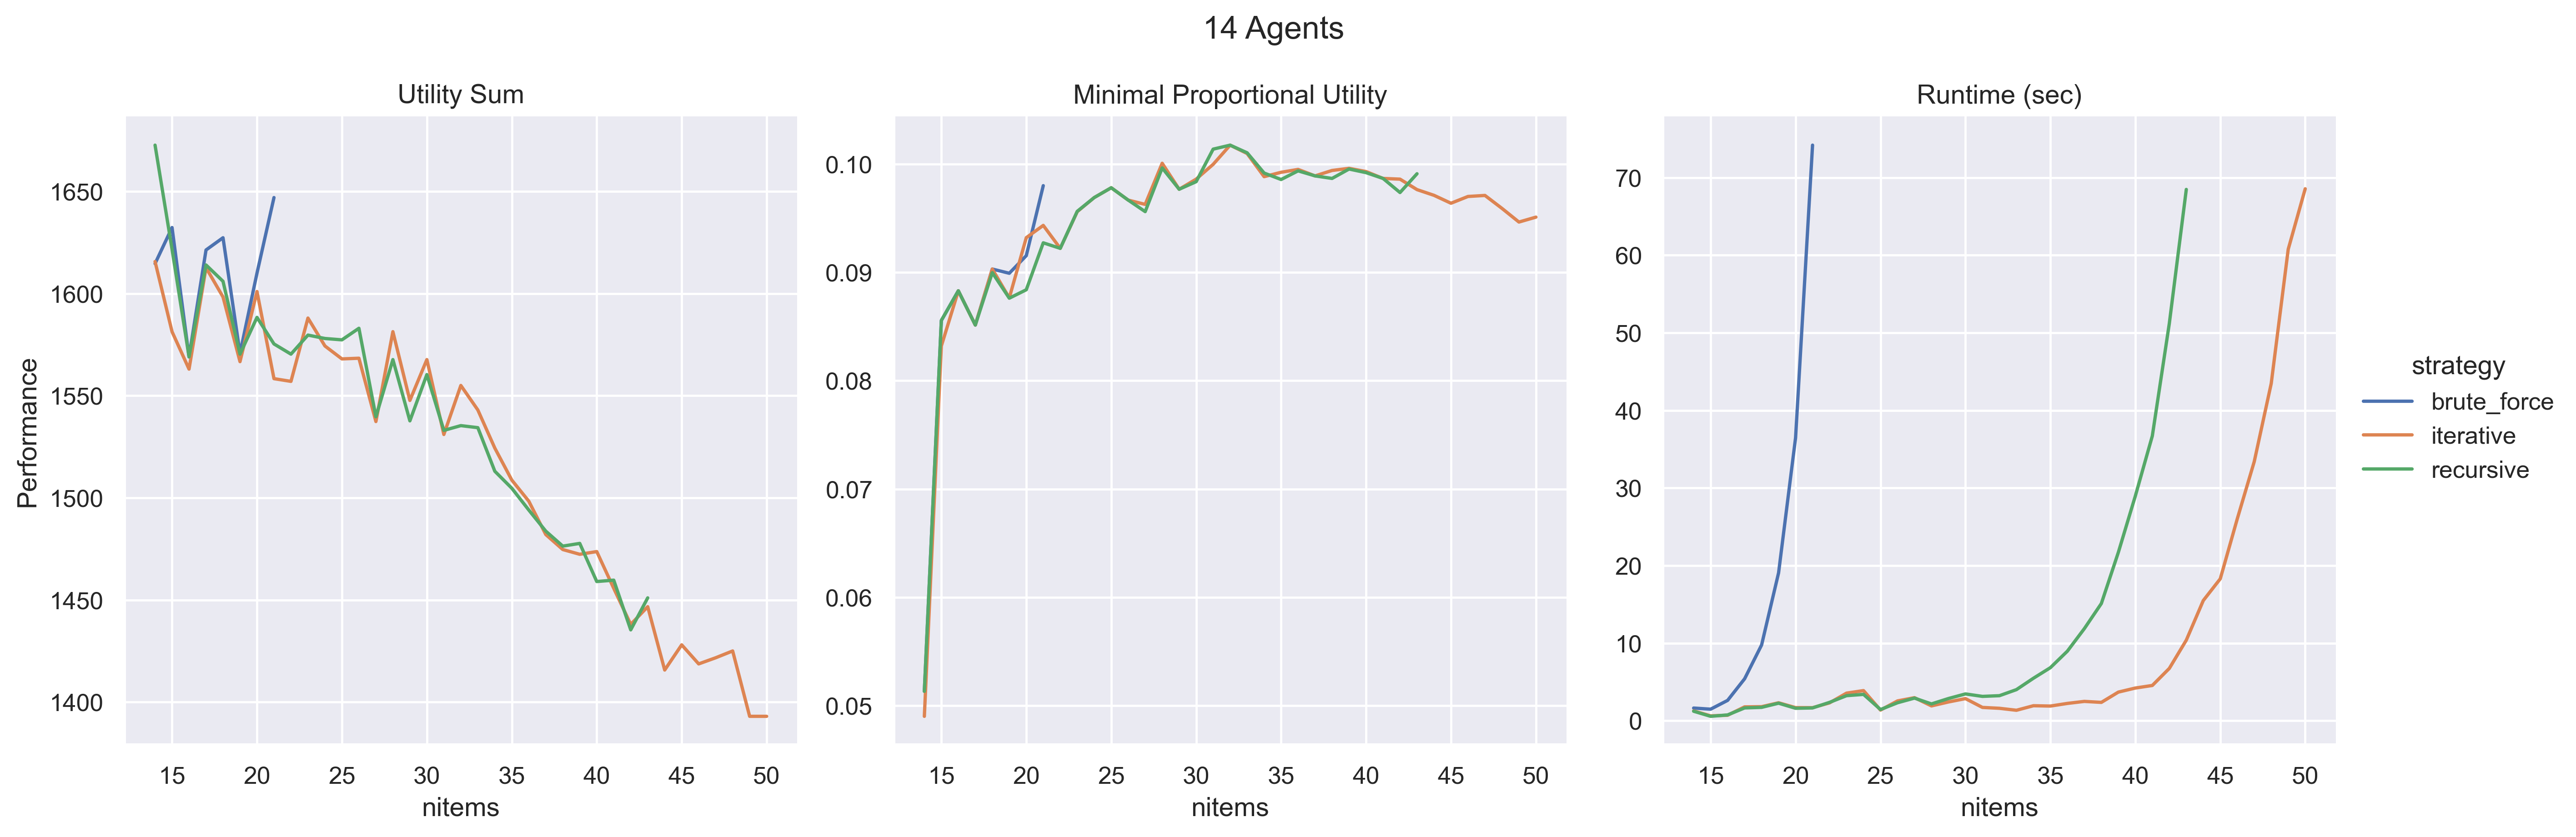 14 Agents
Utility Sum
Performance
1650
1600
1550
1500
1450
1400
15 20 25 30 35 40 45 50
nitems
Minimal Proportional Utility
0.10
0.09
0.08
0.07
0.06
0.05
15 20 25 30 35 40 45 50
nitems
Runtime (sec)
70
60
50
40
30
20
10
0
15 20 25 30 35 40 45 50
nitems
strategy
brute_force
iterative
recursive